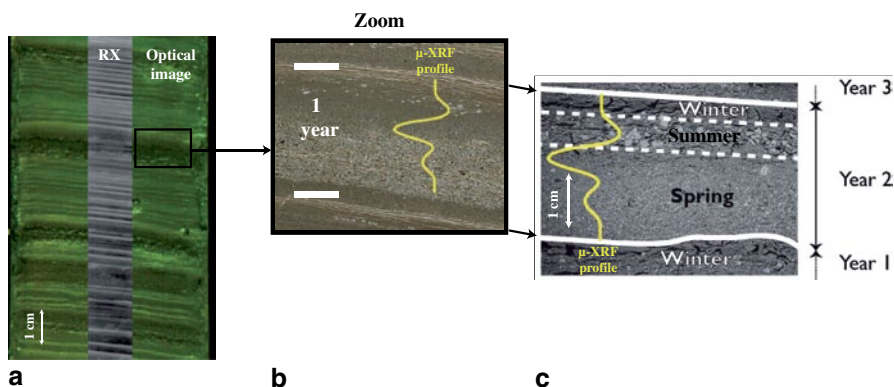 Zoom
RX
Optical
image
1 cm
a
µ-XRF
profile
1
year
b
Winter
Summer
Spring
1 cm
µ-XRF
profile
Winter
Year 3
Year 2
Year 1
c